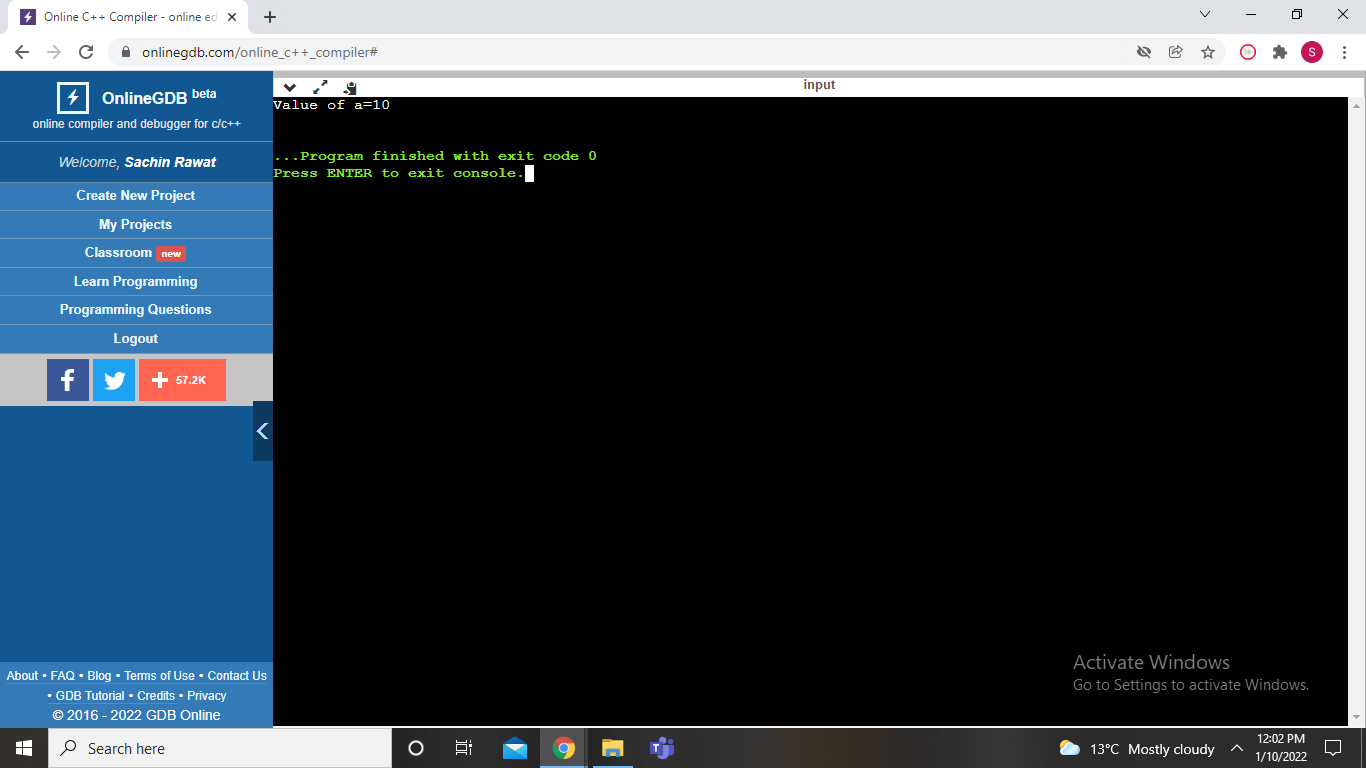 Online C++ Compiler - online ed
onlinegdb.com/online_c++_compiler#
S
OnlineGDB beta
online compiler and debugger for c/c++
Welcome, Sachin Rawat
Create New Project
My Projects
Classroom new
Learn Programming
Programming Questions
Logout
57.2K
About • FAQ • Blog • Terms of Use • Contact Us
• GDB Tutorial • Credits • Privacy
© 2016 - 2022 GDB Online
input
Value of a=10
...Program finished with exit code 0
Press ENTER to exit console.
Activate Windows
Go to Settings to activate Windows.
Search here
13°C Mostly cloudy
12:02 PM
1/10/2022